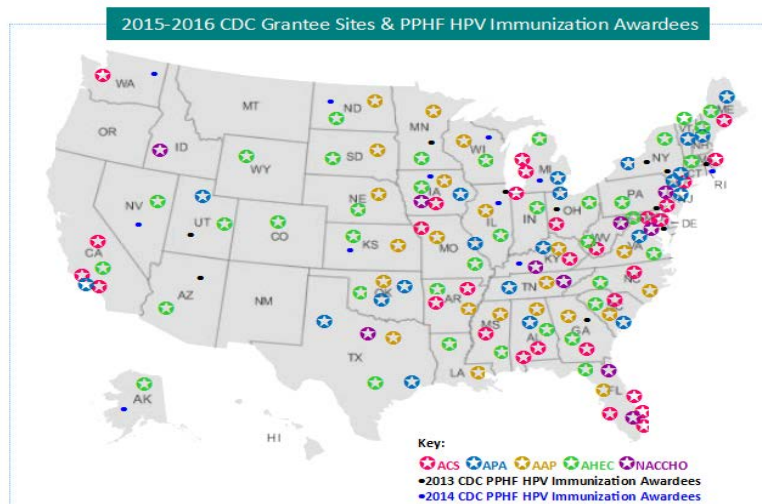 2015-2016 CDC Grantee Sites & PPHF HPV Immunization Awardees
WA
MT
ND
MN
ME
VT
NH
OR
ID
WY
SD
WI
MI
NY
CT
RI
NV
UT
CO
NE
IA
IL
IN
OH
PA
NJ
DE
CA
KS
MO
KY
WV
VA
AZ
NM
OK
AR
TN
NC
SC
TX
LA
MS
AL
GA
FL
AK
HI
Key:
ACS APA AAP AHEC NACCHO
2013 CDC PPHF HPV Immunization Awardees
2014 CDC PPHF HPV Immunization Awardees